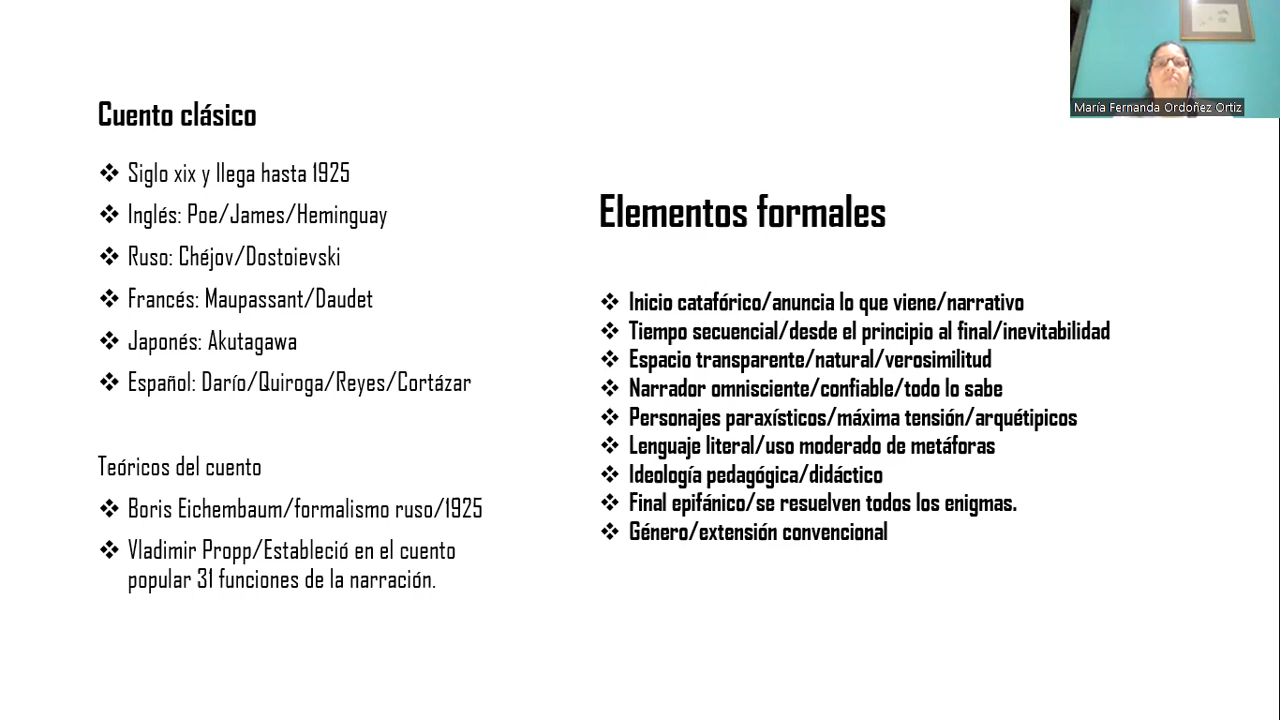 Cuento clásico
❖ Siglo xix y llega hasta 1925
❖ Inglés: Poe/James/Heminguay
❖ Ruso: Chéjov/Dostoievski
❖ Francés: Maupassant/Daudet
❖ Japonés: Akutagawa
❖ Español: Darío/Quiroga/Reyes/Cortázar
Teóricos del cuento
❖ Boris Eichembaum/formalismo ruso/1925
❖ Vladimir Propp/Estableció en el cuento
popular 31 funciones de la narración.
Elementos formales
❖ Inicio catafórico/anuncia lo que viene/narrativo
❖ Tiempo secuencial/desde el principio al final/inevitabilidad
❖ Espacio transparente/natural/verosimilitud
❖ Narrador omnisciente/confiable/todo lo sabe
❖ Personajes paraxísticos/máxima tensión/arquétipicos
❖ Lenguaje literal/uso moderado de metáforas
❖ Ideología pedagógica/didáctico
❖ Final epifánico/se resuelven todos los enigmas.
❖ Género/extensión convencional
María Fernanda Ordoñez Ortiz